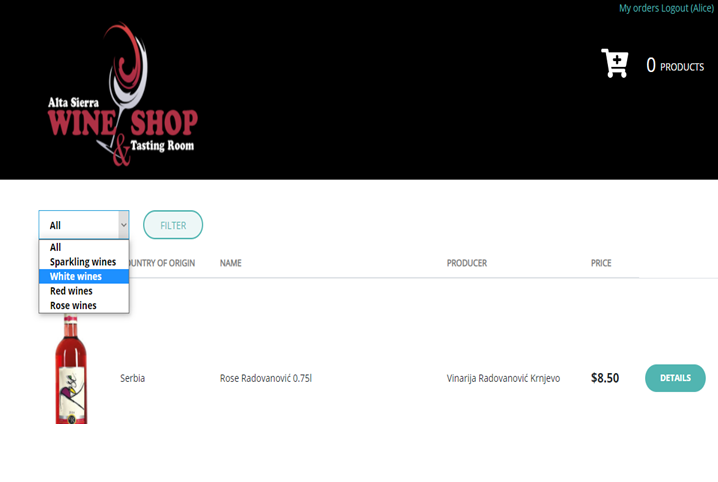 My orders Logout (Alice)
0 PRODUCTS
Alta Sierra
WINE SHOP
& Tasting Room
All
FILTER
All
Sparkling wines
White wines
Red wines
Rose wines
OUNTRY OF ORIGIN NAME PRODUCER PRICE
Serbia Rose Radovanović 0.75l Vinarija Radovanović Krnjevo $8.50 DETAILS